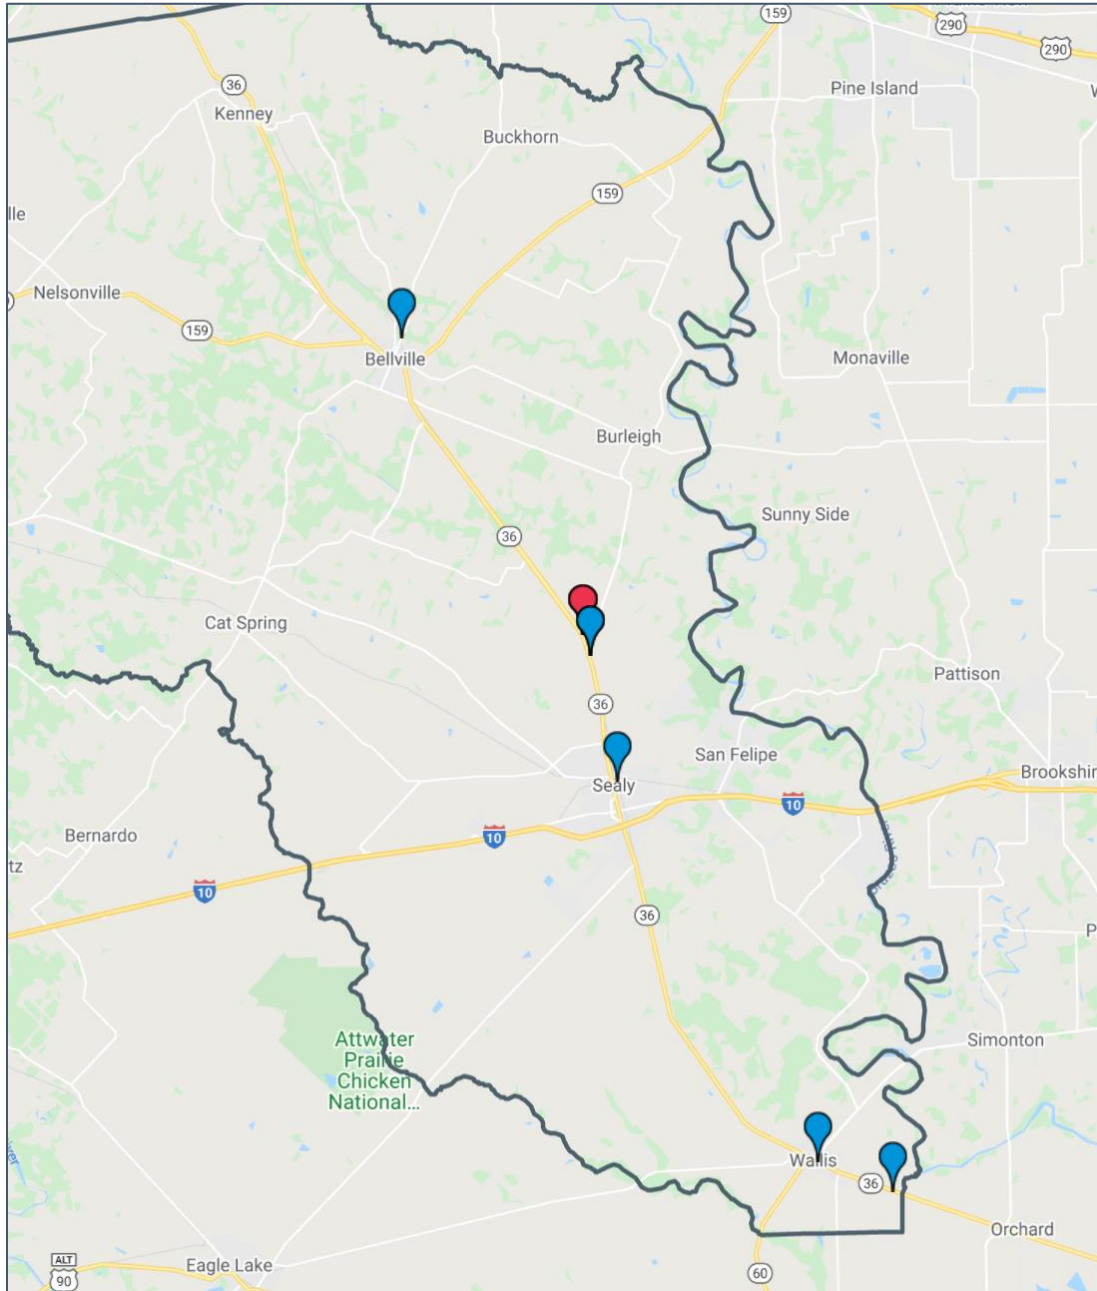 159
290
290
36
Pine Island
Kenney
Buckhorn
159
lle
Nelsonville
159
Monaville
Bellville
Burleigh
Sunny Side
36
Cat Spring
Pattison
36
San Felipe
Sealy
Brookshir
10
10
Bernardo
tz
10
36
Attwater
Prairie
Chicken
National...
Simonton
Wallis
36
Orchard
ALT
90
Eagle Lake
60